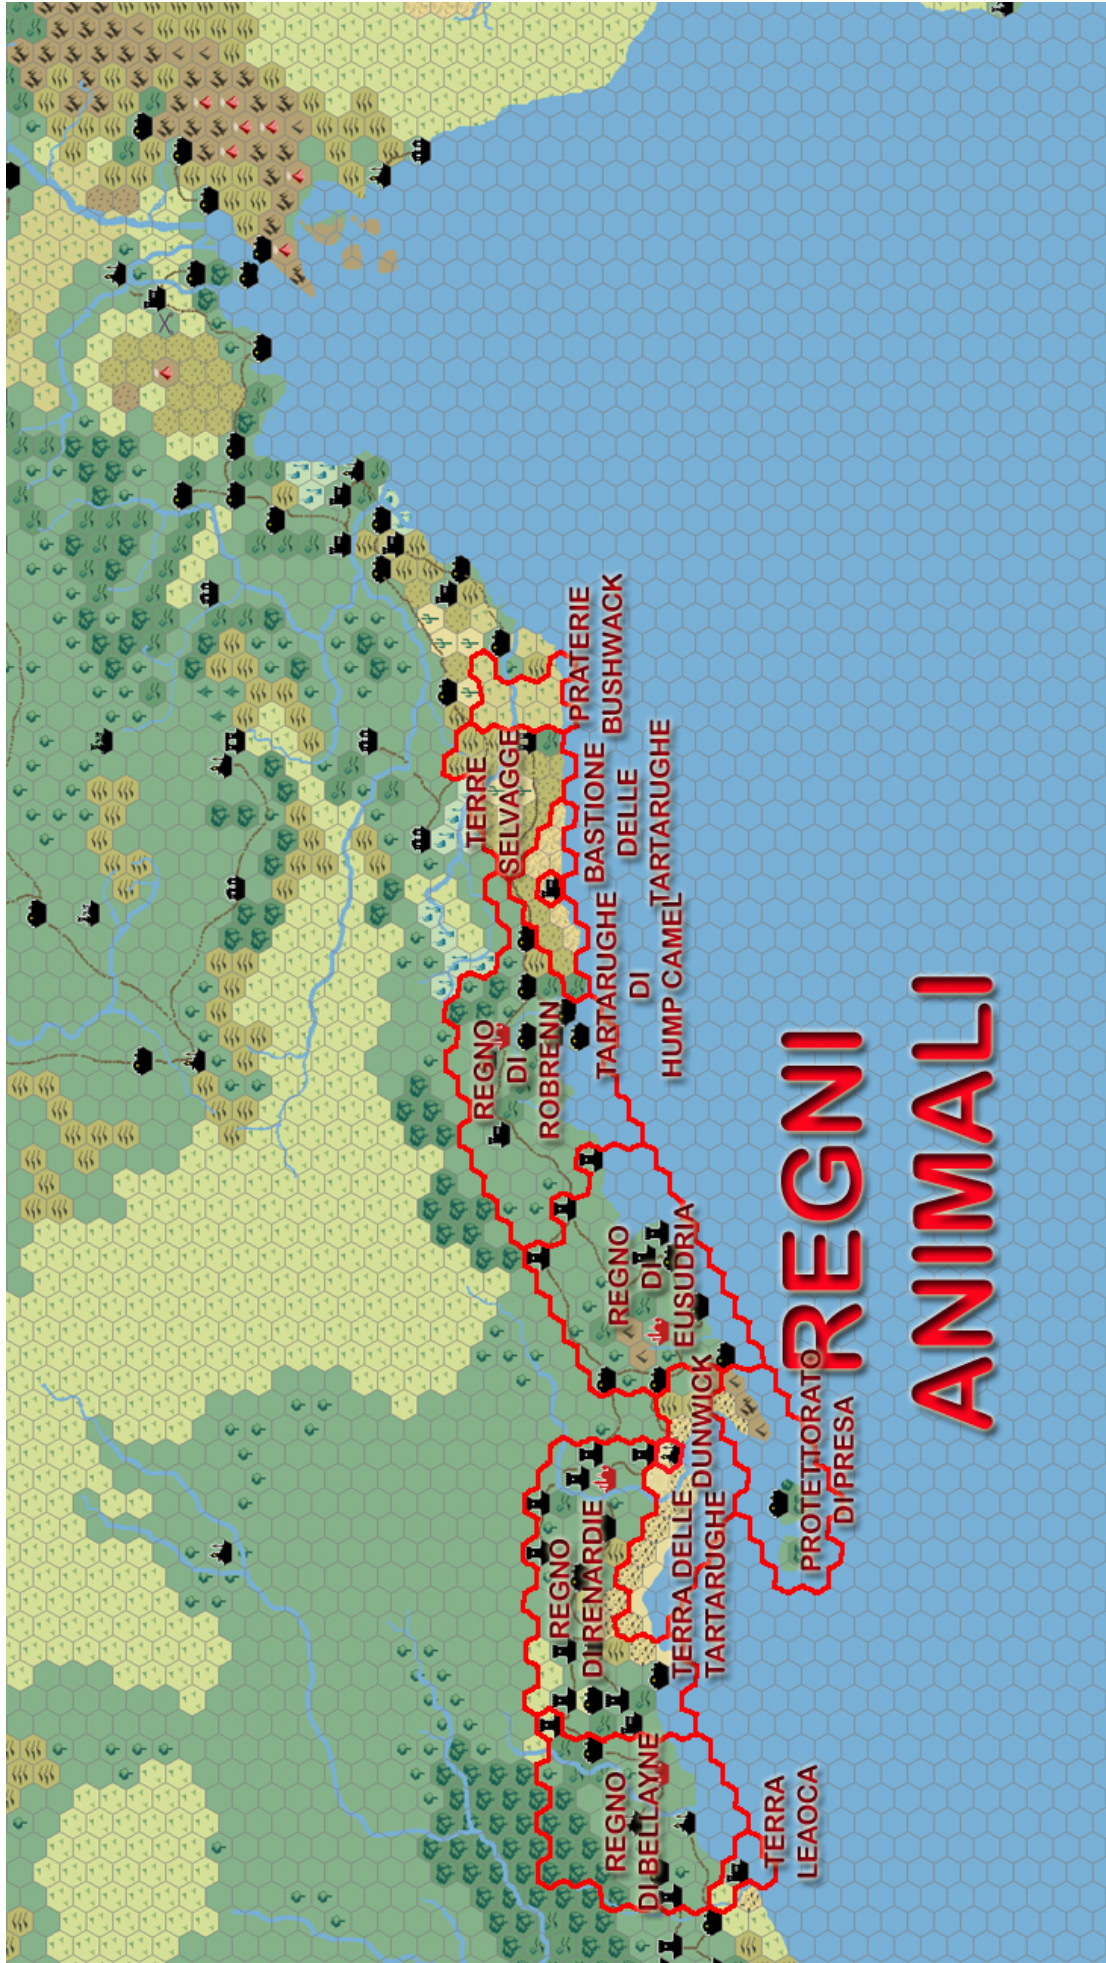 REGNO
DI BELLAYNE
TERRA
LEAOCA
REGNO
DI RENARDIE
TERRA DELLE
TARTARUGHE
DUNWICK
PROTETTORATO
DI PRESA
REGNO
DI
EUSUDRIA
REGNO
DI
ROBRENN
TARTARUGHE
DI
HUMP CAMEL
TERRE
SELVAGGE
BASTIONE
DELLE
TARTARUGHE
PRATERIE
BUSHWACK
REGNI
ANIMALI